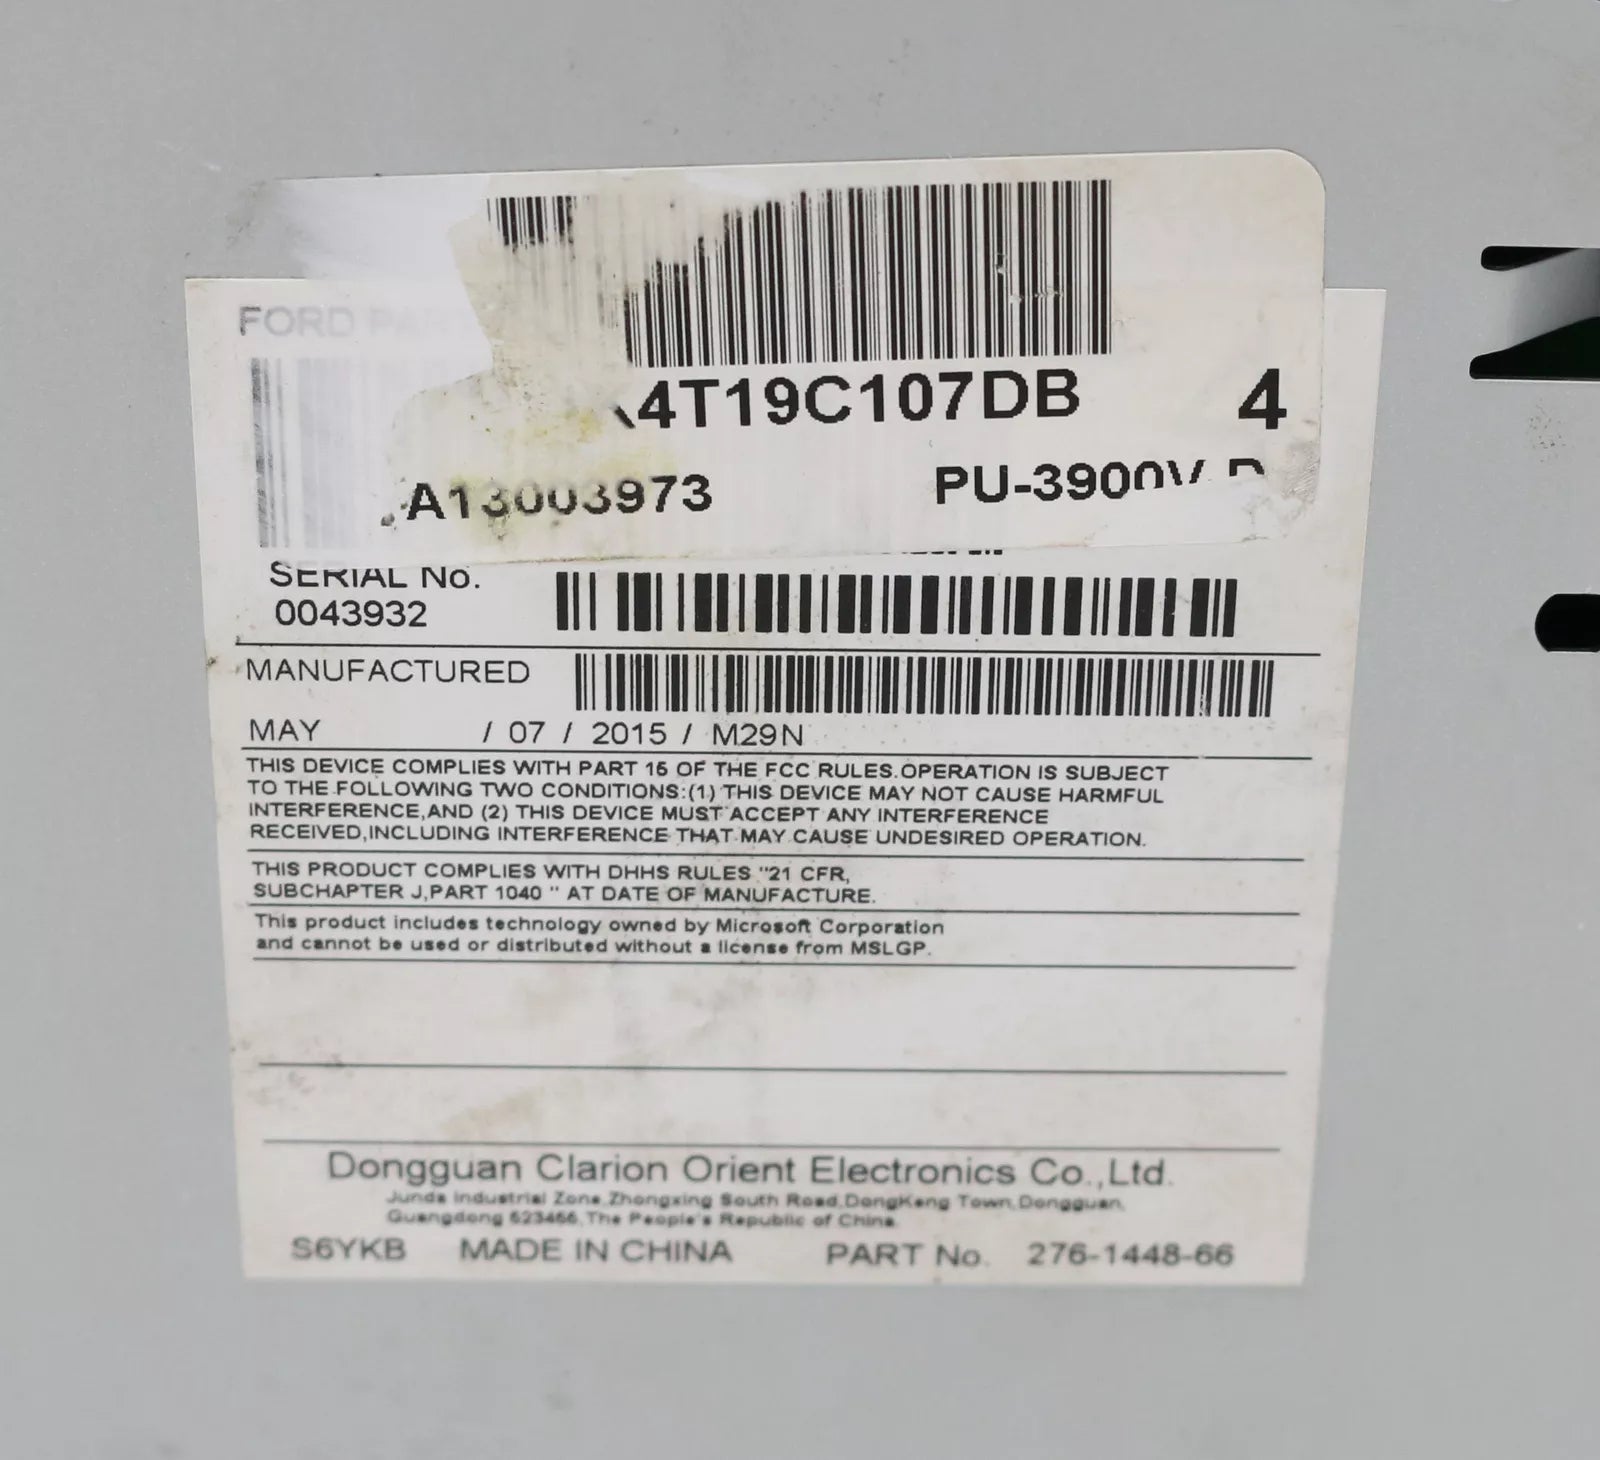 FORD PART
4T19C107DB 4
A13003973 PU-3900V
SERIAL No.
0043932
MANUFACTURED
MAY / 07 / 2015 / M29N
THIS DEVICE COMPLIES WITH PART 15 OF THE FCC RULES.OPERATION IS SUBJECT
TO THE FOLLOWING TWO CONDITIONS:(1) THIS DEVICE MAY NOT CAUSE HARMFUL
INTERFERENCE,AND (2) THIS DEVICE MUST ACCEPT ANY INTERFERENCE
RECEIVED,INCLUDING INTERFERENCE THAT MAY CAUSE UNDESIRED OPERATION.
THIS PRODUCT COMPLIES WITH DHHS RULES "21 CFR,
SUBCHAPTER J,PART 1040 " AT DATE OF MANUFACTURE.
This product includes technology owned by Microsoft Corporation
and cannot be used or distributed without a license from MSLGP.
Dongguan Clarion Orient Electronics Co.,Ltd.
Junda Industrial Zone,Zhongxing South Road,DongKeng Town,Dongguan,
Guangdong 523466,The People's Republic of China
S6YKB MADE IN CHINA PART No. 276-1448-66